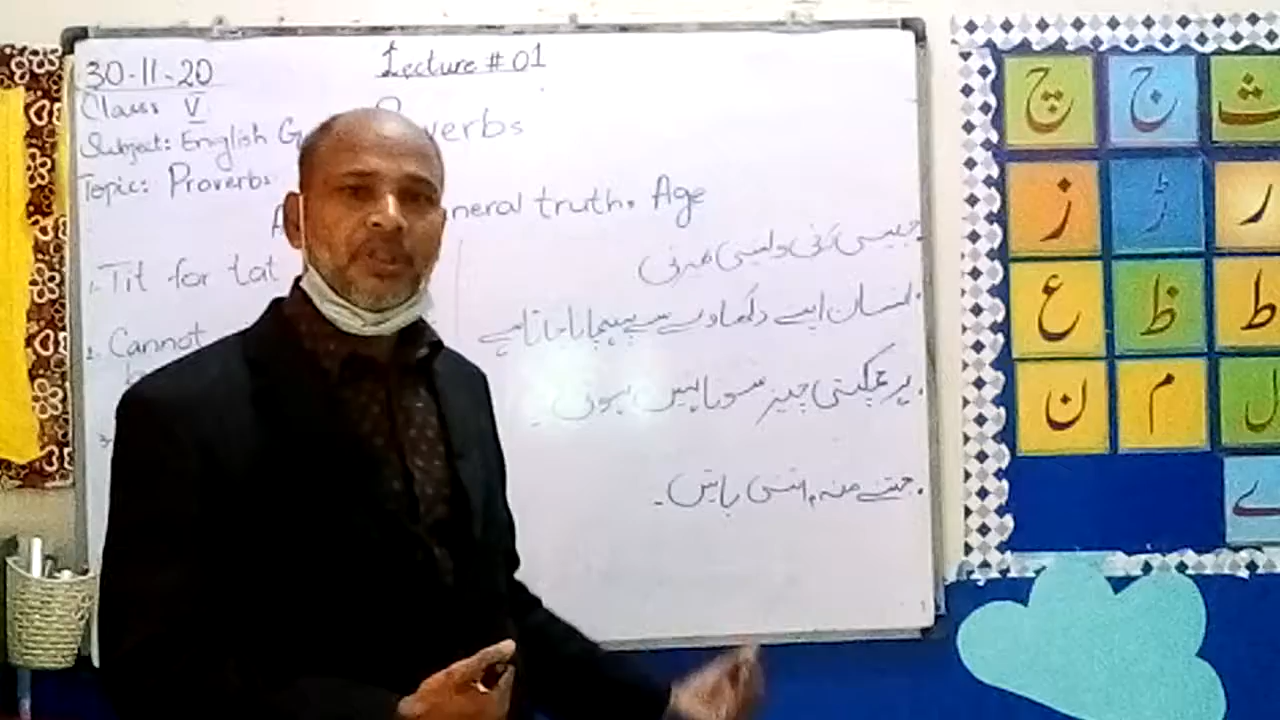 30-11-20
Lecture # 01
Class V
Subject: English G
verbs
Topic: Proverbs
neral truth. Age
1. Tit for tat
جیسی کرنی ویسی بھرنی
2. Cannot
انسان اپنے دکھاوے سے پہچانا جاتا ہے
ہر چمکتی چیز سونا نہیں ہوتی۔
3.
جتنے منہ اتنی باتیں۔
چ ج ث
ز ڑ ر
ع ظ ط
ن م ل
ے